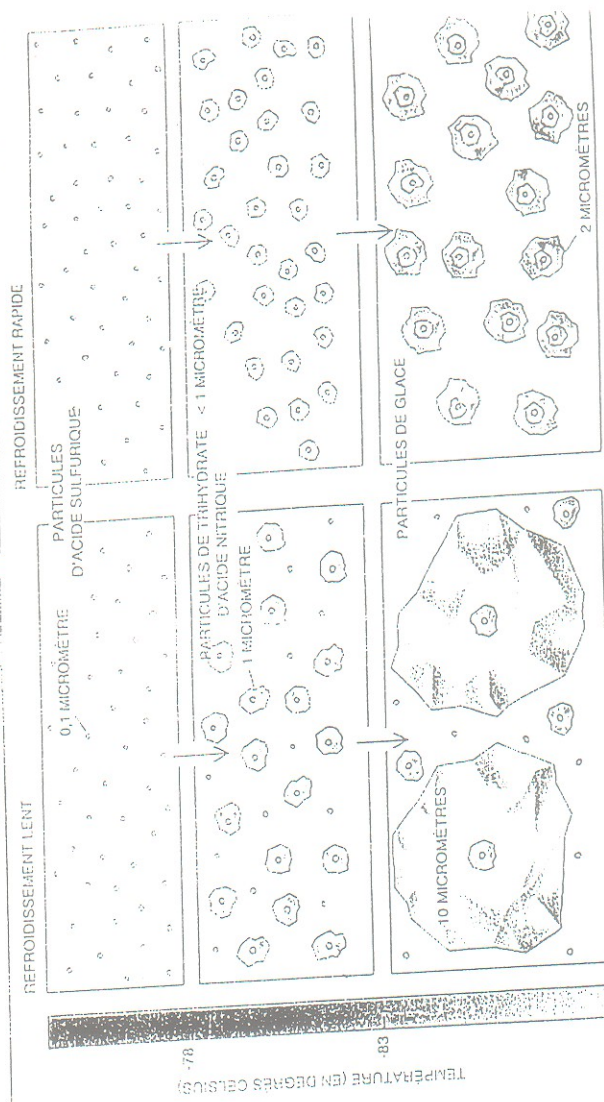 REFROIDISSEMENT LENT
REFROIDISSEMENT RAPIDE
0,1 MICROMÈTRE
PARTICULES
D'ACIDE SULFURIQUE
-78
PARTICULES DE TRIHYDRATE
D'ACIDE NITRIQUE
1 MICROMÈTRE
< 1 MICROMÈTRE
-83
10 MICROMÈTRES
PARTICULES DE GLACE
2 MICROMÈTRES
TEMPÉRATURE (EN DEGRÉS CELSIUS)